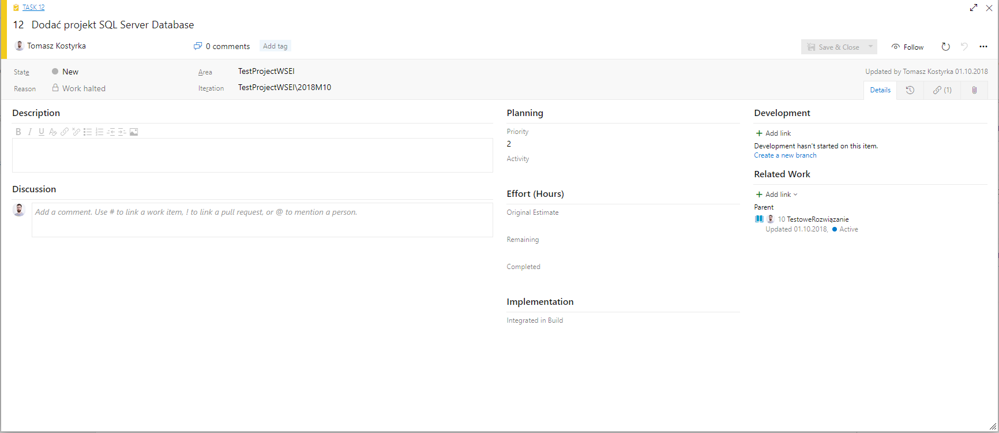 TASK 12
12 Dodać projekt SQL Server Database
Tomasz Kostyrka
0 comments
Add tag
Save & Close
Follow
State
New
Area
TestProjectWSEI
Updated by Tomasz Kostyrka 01.10.2018
Reason
Work halted
Iteration
TestProjectWSEI\2018M10
Details
(1)
Description
B I U
Discussion
Add a comment. Use # to link a work item, ! to link a pull request, or @ to mention a person.
Planning
Priority
2
Activity
Effort (Hours)
Original Estimate
Remaining
Completed
Implementation
Integrated in Build
Development
+ Add link
Development hasn't started on this item.
Create a new branch
Related Work
+ Add link
Parent
10 TestoweRozwiązanie
Updated 01.10.2018, Active